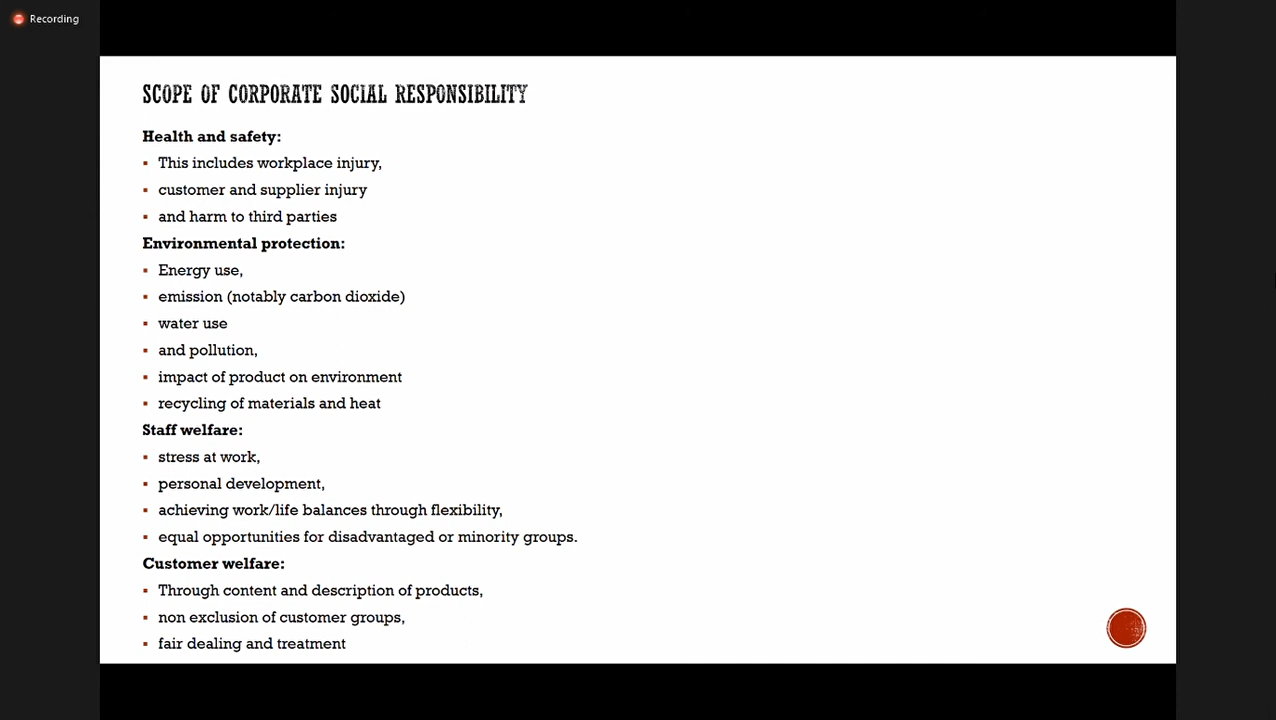 Recording
SCOPE OF CORPORATE SOCIAL RESPONSIBILITY
Health and safety:
▪ This includes workplace injury,
▪ customer and supplier injury
▪ and harm to third parties
Environmental protection:
▪ Energy use,
▪ emission (notably carbon dioxide)
▪ water use
▪ and pollution,
▪ impact of product on environment
▪ recycling of materials and heat
Staff welfare:
▪ stress at work,
▪ personal development,
▪ achieving work/life balances through flexibility,
▪ equal opportunities for disadvantaged or minority groups.
Customer welfare:
▪ Through content and description of products,
▪ non exclusion of customer groups,
▪ fair dealing and treatment